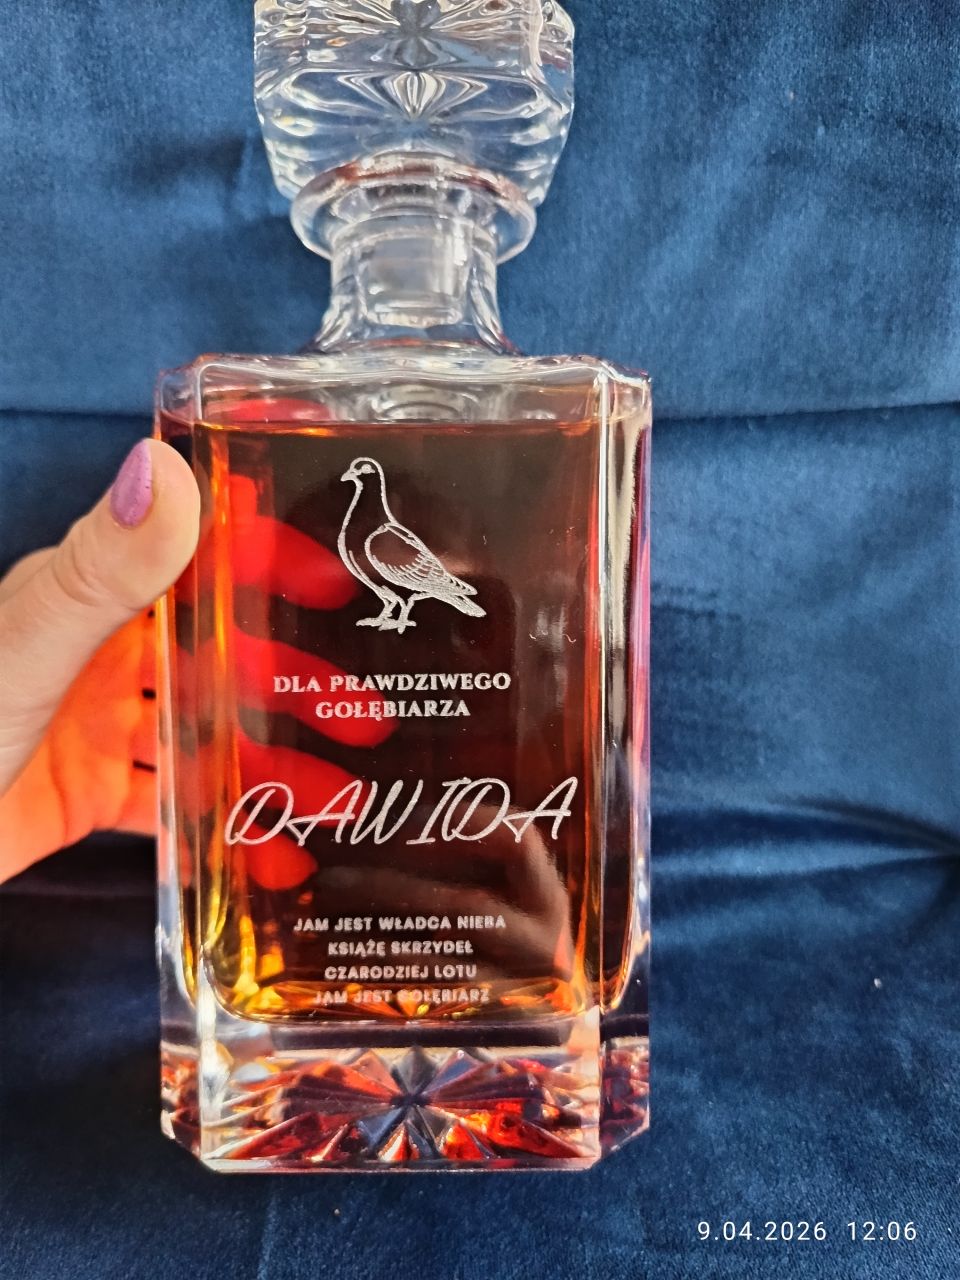 DLA PRAWDZIWEGO
GOŁĘBIARZA
DAWIDA
JAM JEST WŁADCA NIEBA
KSIĄŻĘ SKRZYDEŁ
CZARODZIEJ LOTU
JAM JEST GOŁĘBIARZ
9.04.2026 12:06